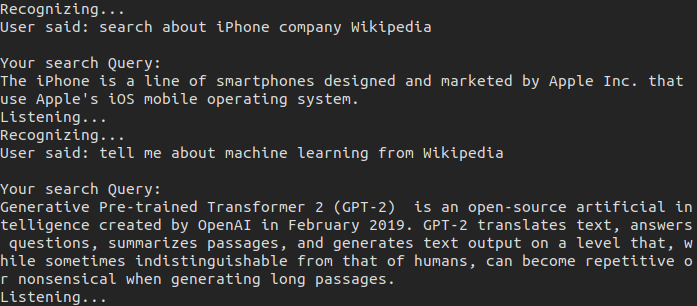 Recognizing...
User said: search about iPhone company Wikipedia
Your search Query:
The iPhone is a line of smartphones designed and marketed by Apple Inc. that
use Apple's iOS mobile operating system.
Listening...
Recognizing...
User said: tell me about machine learning from Wikipedia
Your search Query:
Generative Pre-trained Transformer 2 (GPT-2)  is an open-source artificial in
telligence created by OpenAI in February 2019. GPT-2 translates text, answers
 questions, summarizes passages, and generates text output on a level that, w
hile sometimes indistinguishable from that of humans, can become repetitive o
r nonsensical when generating long passages.
Listening...